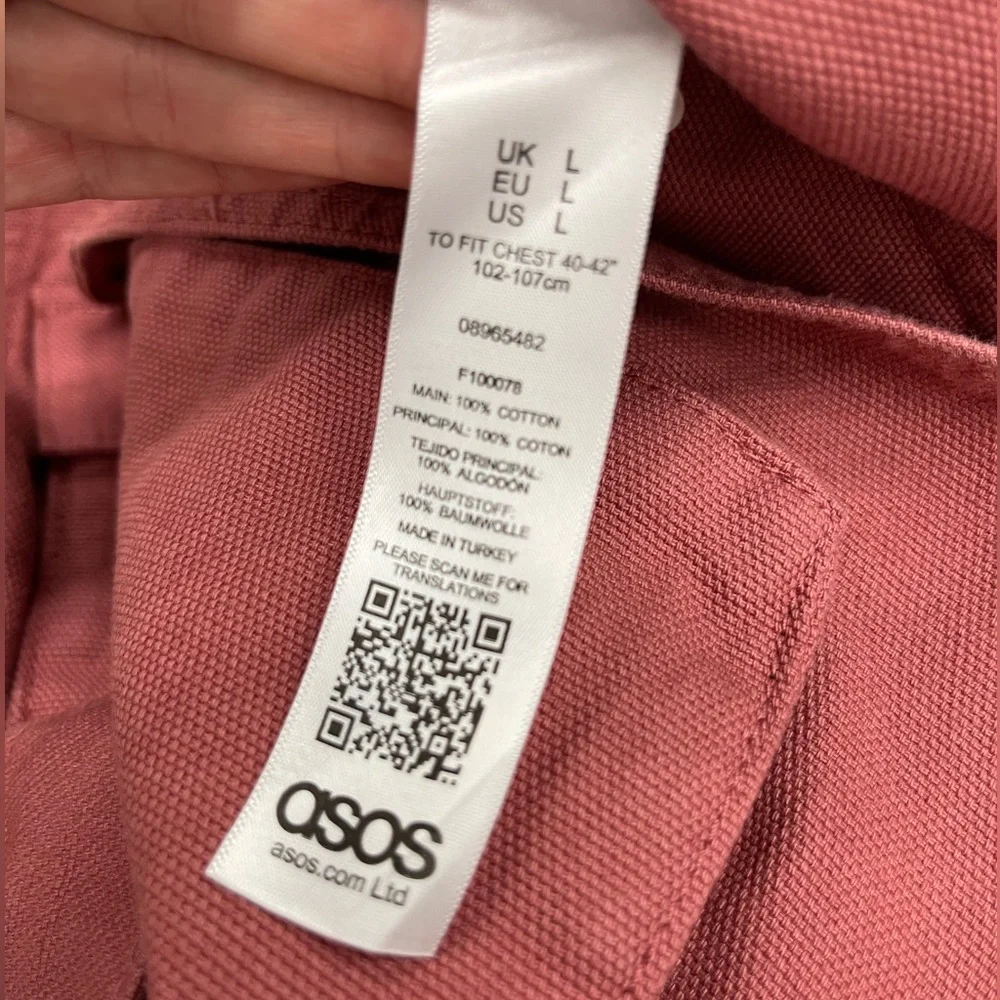 UK L
EU L
US L
TO FIT CHEST 40-42"
102-107cm
08965482
F100078
MAIN: 100% COTTON
PRINCIPAL: 100% COTON
TEJIDO PRINCIPAL:
100% ALGODÓN
HAUPTSTOFF:
100% BAUMWOLLE
MADE IN TURKEY
PLEASE SCAN ME FOR
TRANSLATIONS
asos
asos.com Ltd